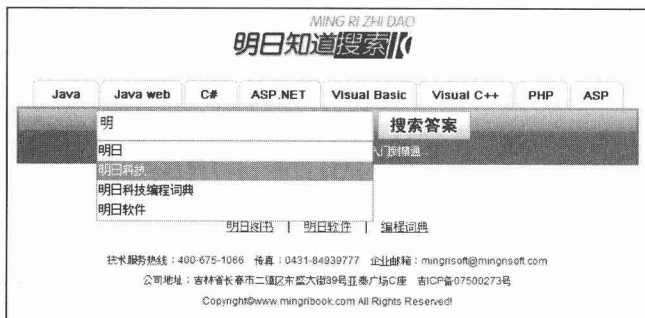 MING RI ZHI DAO
明日知道搜索
Java Java web C# ASP.NET Visual Basic Visual C++ PHP ASP
明 搜索答案
明日
明日科技
明日科技编程词典
明日软件
明日图书 | 明日软件 | 编程词典
技术服务热线：400-675-1066 传真：0431-84939777 企业邮箱：mingrisoft@mingrisoft.com
公司地址：吉林省长春市二道区东盛大街89号亚泰广场C座 吉ICP备07500273号
Copyright©www.mingribook.com All Rights Reserved!